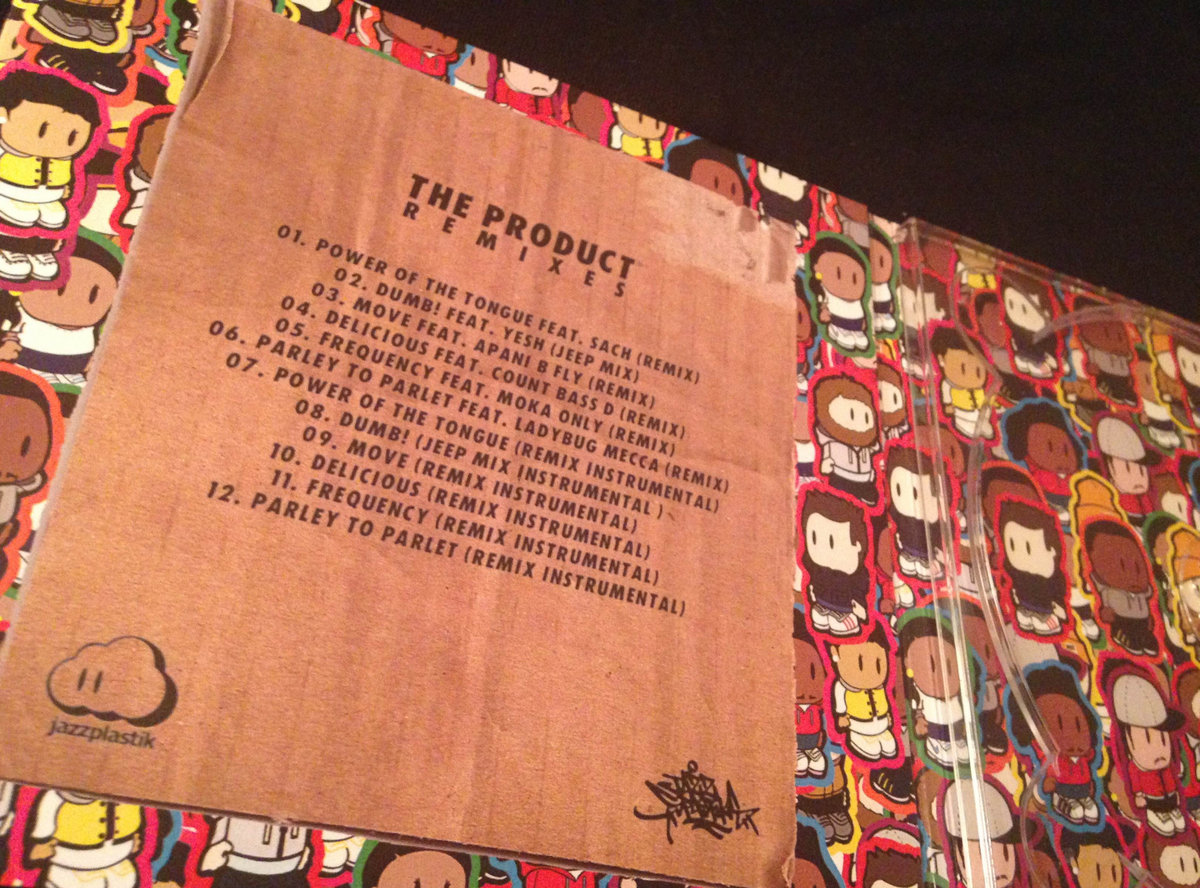 THE PRODUCT
REMIXES
01. POWER OF THE TONGUE FEAT. SACH (REMIX)
02. DUMB! FEAT. YESH (JEEP MIX)
03. MOVE FEAT. APANI B FLY (REMIX)
04. DELICIOUS FEAT. COUNT BASS D (REMIX)
05. FREQUENCY FEAT. MOKA ONLY (REMIX)
06. PARLEY TO PARLET FEAT. LADYBUG MECCA (REMIX)
07. POWER OF THE TONGUE (REMIX INSTRUMENTAL)
08. DUMB! (JEEP MIX INSTRUMENTAL )
09. MOVE (REMIX INSTRUMENTAL)
10. DELICIOUS (REMIX INSTRUMENTAL)
11. FREQUENCY (REMIX INSTRUMENTAL)
12. PARLEY TO PARLET (REMIX INSTRUMENTAL)
jazzplastik